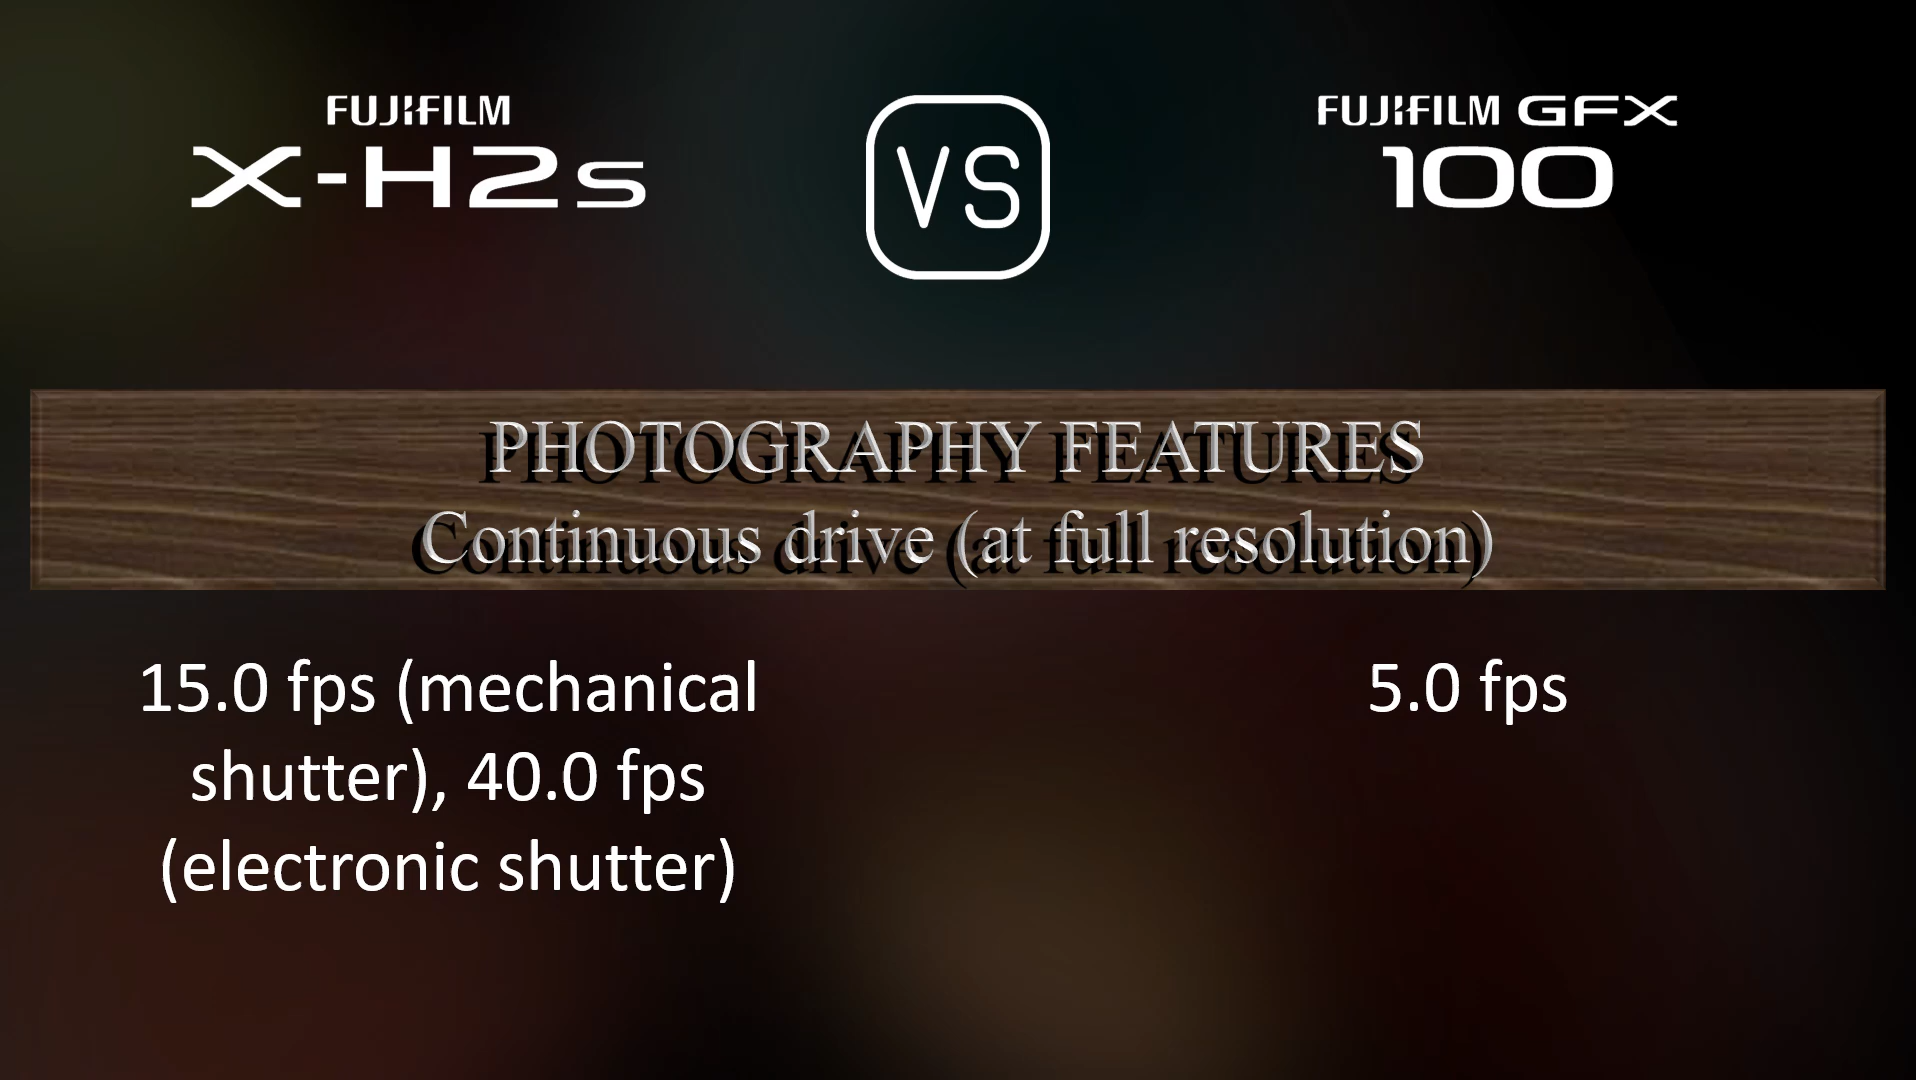 FUJIFILM
X-H2S
VS
FUJIFILM GFX
100
PHOTOGRAPHY FEATURES
Continuous drive (at full resolution)
15.0 fps (mechanical
shutter), 40.0 fps
(electronic shutter)
5.0 fps